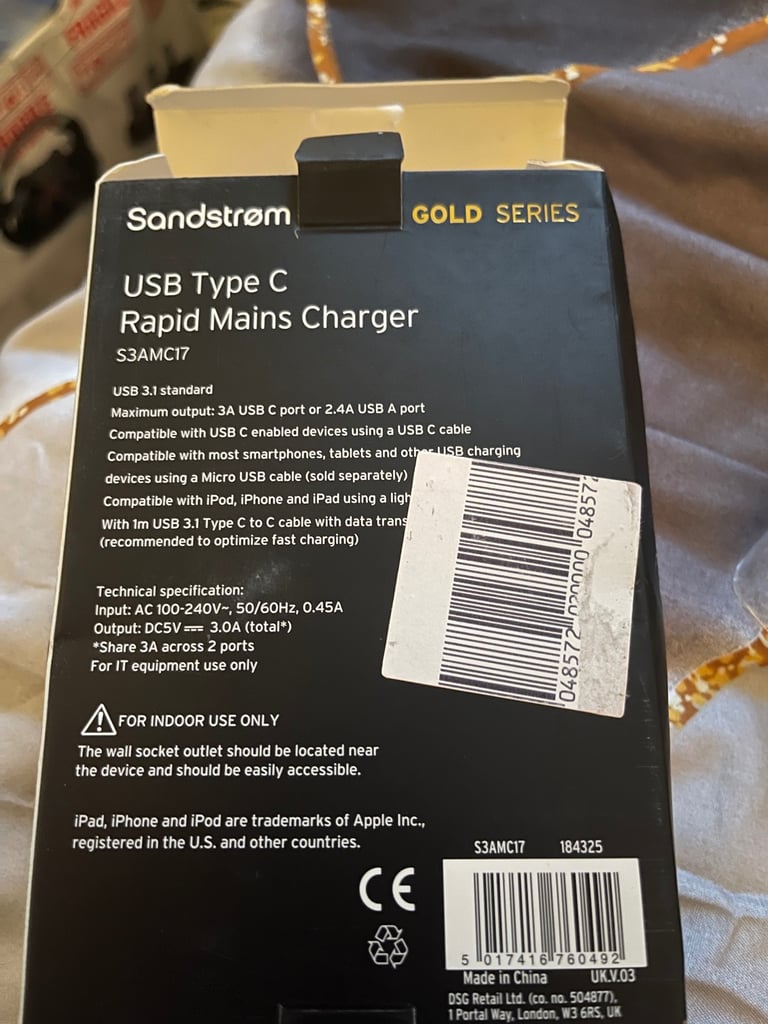 Sandstrøm GOLD SERIES
USB Type C
Rapid Mains Charger
S3AMC17
USB 3.1 standard
Maximum output: 3A USB C port or 2.4A USB A port
Compatible with USB C enabled devices using a USB C cable
Compatible with most smartphones, tablets and other USB charging
devices using a Micro USB cable (sold separately)
Compatible with iPod, iPhone and iPad using a
With 1m USB 3.1 Type C to C cable with data
(recommended to optimize fast charging)
Technical specification:
Input: AC 100-240V~, 50/60Hz, 0.45A
Output: DC5V⎓ 3.0A (total*)
*Share 3A across 2 ports
For IT equipment use only
FOR INDOOR USE ONLY
The wall socket outlet should be located near
the device and should be easily accessible.
iPad, iPhone and iPod are trademarks of Apple Inc.,
registered in the U.S. and other countries.
S3AMC17 184325
CE
5 017416 760492
Made in China UK.V.03
DSG Retail Ltd. (co. no. 504877),
1 Portal Way, London, W3 6RS, UK
048572